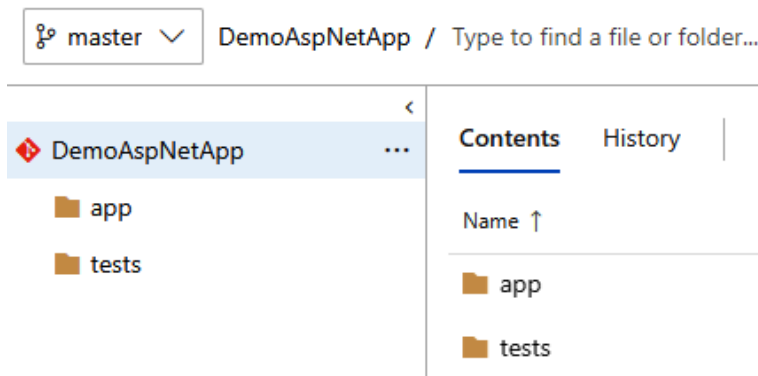 master DemoAspNetApp / Type to find a file or folder...
DemoAspNetApp ...
app
tests
Contents History
Name ↑
app
tests